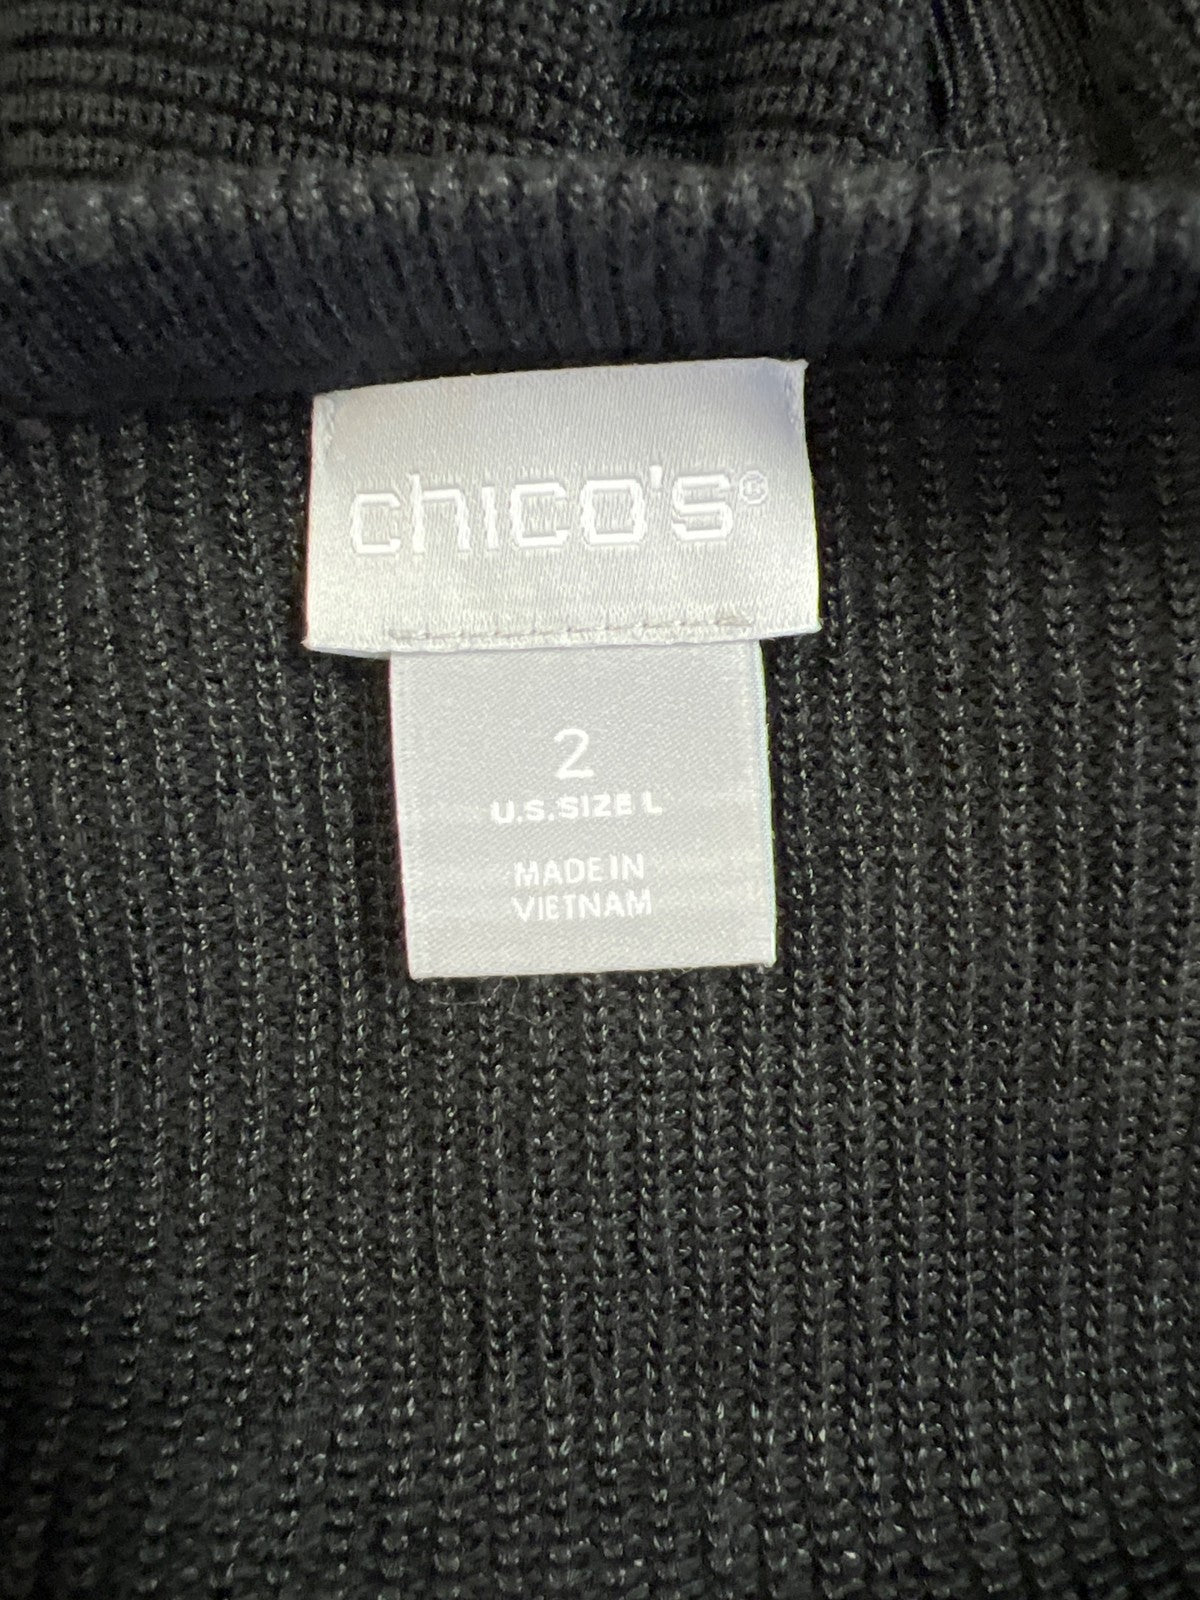 chico's®
2
U.S.SIZE L
MADE IN
VIETNAM